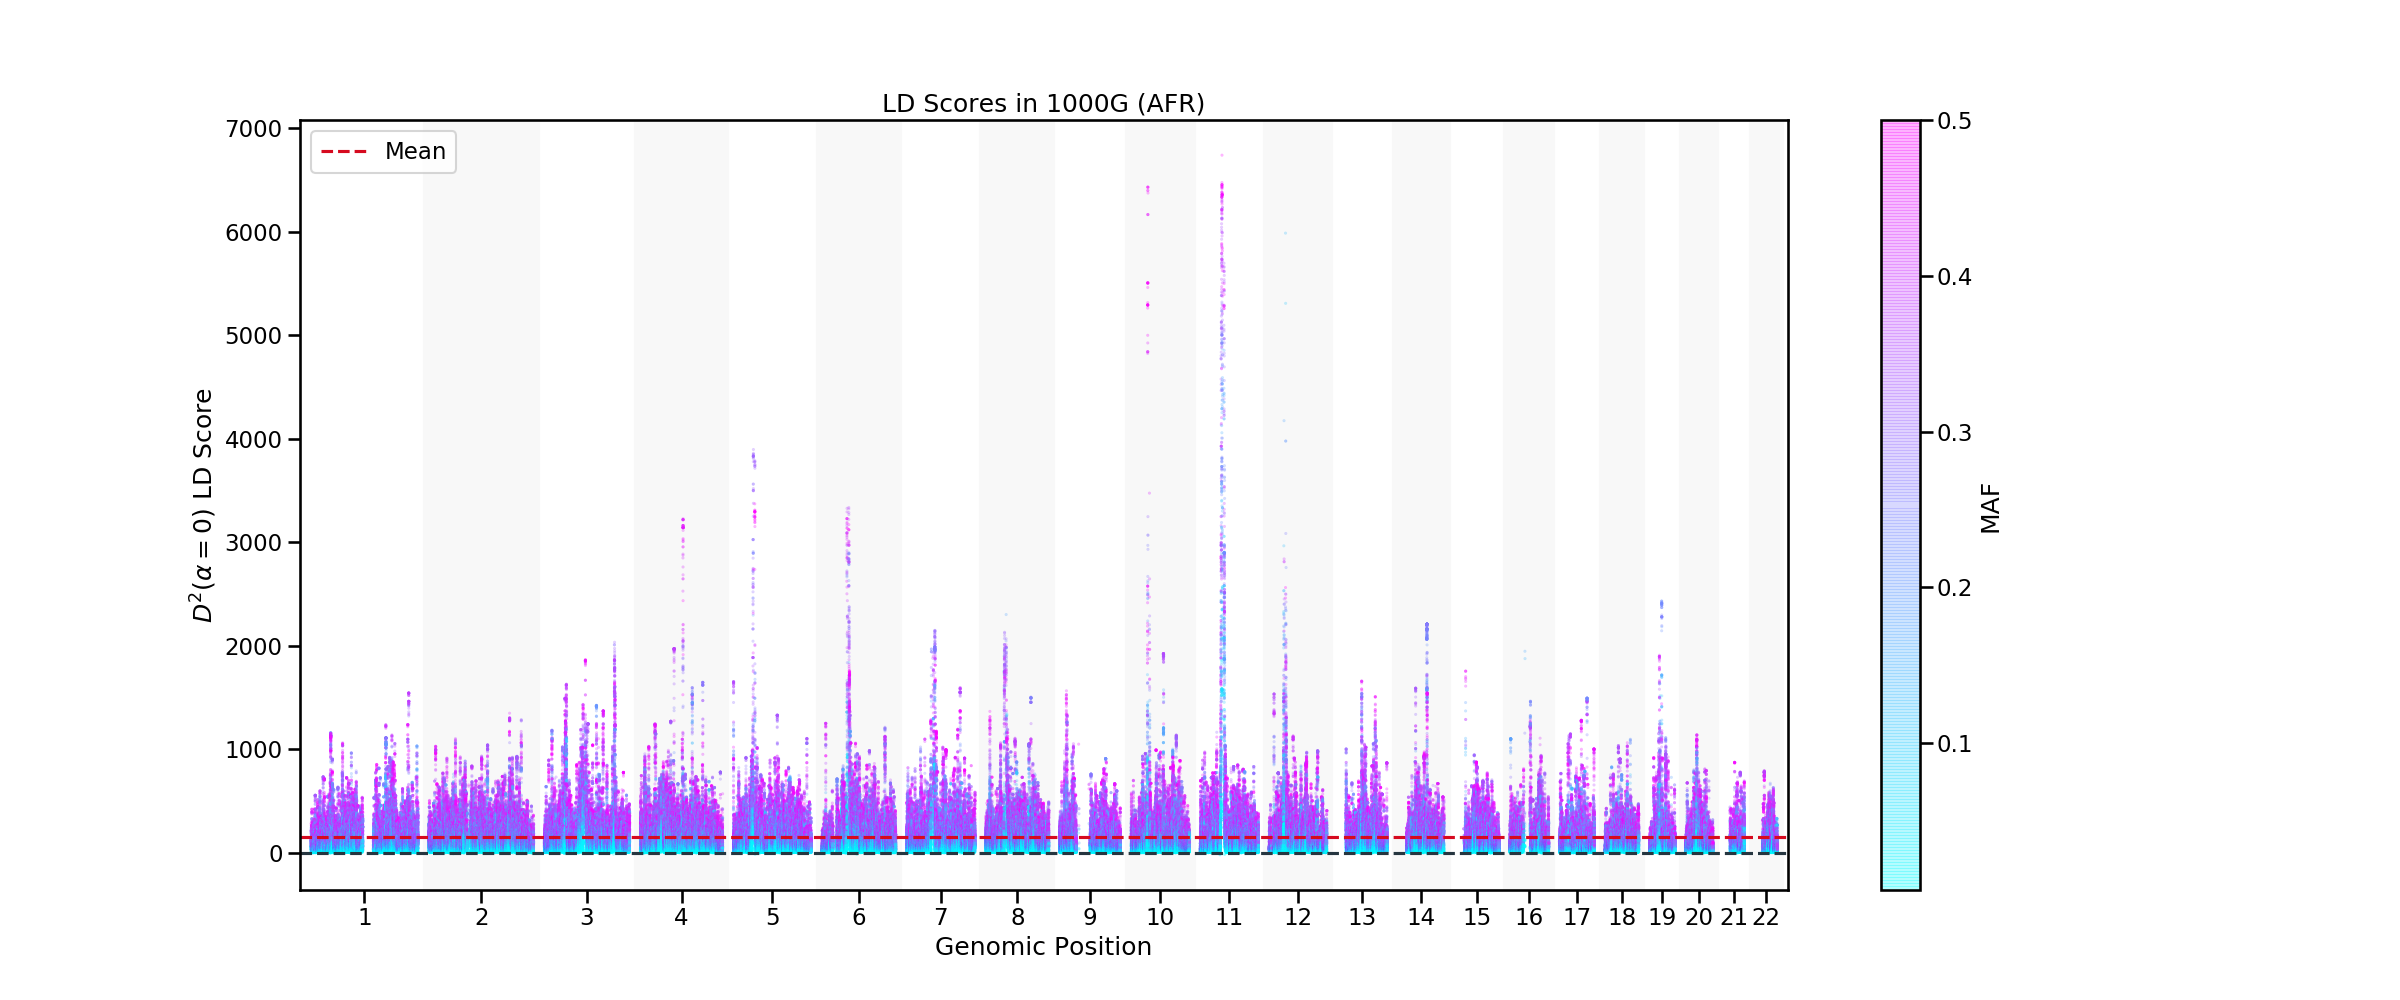 LD Scores in 1000G (AFR)
Mean
7000
6000
5000
4000
3000
2000
1000
0
D²(α = 0) LD Score
1 2 3 4 5 6 7 8 9 10 11 12 13 14 15 16 17 18 19 20 21 22
Genomic Position
0.5
0.4
0.3
0.2
0.1
MAF